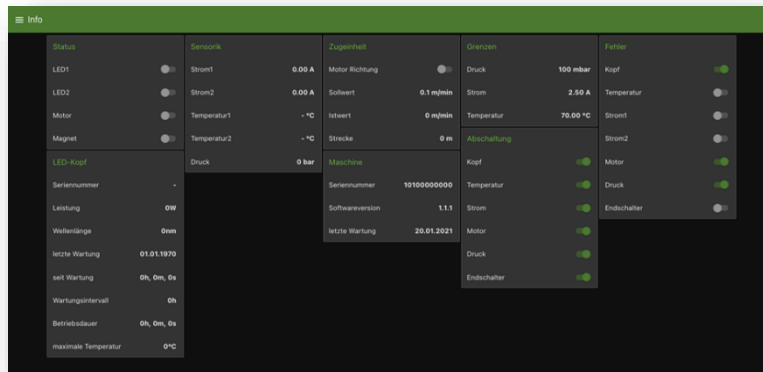 Info
Status
LED1
LED2
Motor
Magnet
LED-Kopf
Seriennummer -
Leistung 0W
Wellenlänge 0nm
letzte Wartung 01.01.1970
seit Wartung 0h, 0m, 0s
Wartungsintervall 0h
Betriebsdauer 0h, 0m, 0s
maximale Temperatur 0°C
Sensorik
Strom1 0.00 A
Strom2 0.00 A
Temperatur1 - °C
Temperatur2 - °C
Druck 0 bar
Zugeinheit
Motor Richtung
Sollwert 0.1 m/min
Istwert 0 m/min
Strecke 0 m
Maschine
Seriennummer 10100000000
Softwareversion 1.1.1
letzte Wartung 20.01.2021
Grenzen
Druck 100 mbar
Strom 2.50 A
Temperatur 70.00 °C
Abschaltung
Kopf
Temperatur
Strom
Motor
Druck
Endschalter
Fehler
Kopf
Temperatur
Strom1
Strom2
Motor
Druck
Endschalter